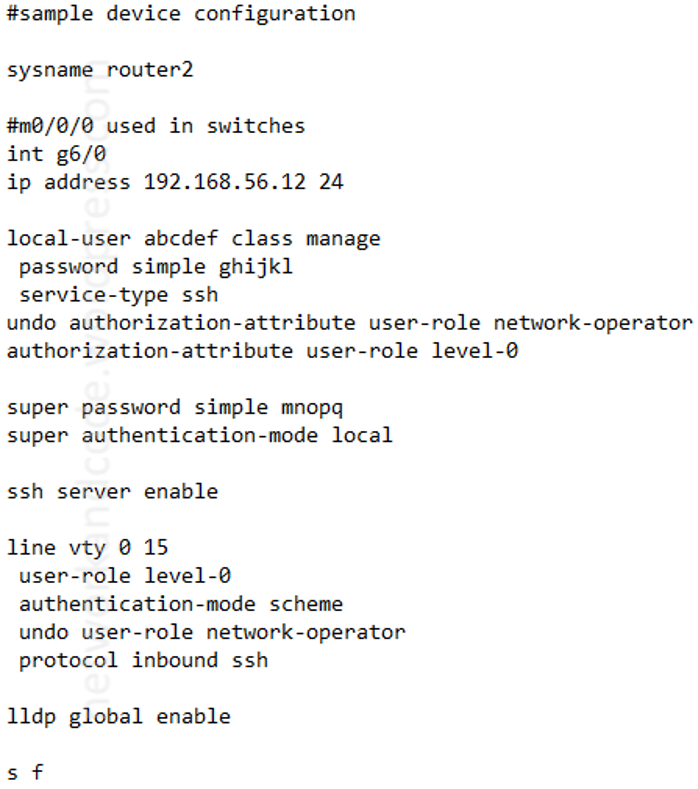 #sample device configuration
sysname router2
#m0/0/0 used in switches
int g6/0
ip address 192.168.56.12 24
local-user abcdef class manage
password simple ghijkl
service-type ssh
undo authorization-attribute user-role network-operator
authorization-attribute user-role level-0
super password simple mnopq
super authentication-mode local
ssh server enable
line vty 0 15
user-role level-0
authentication-mode scheme
undo user-role network-operator
protocol inbound ssh
lldp global enable
s f
networkandcode.wordpress.com